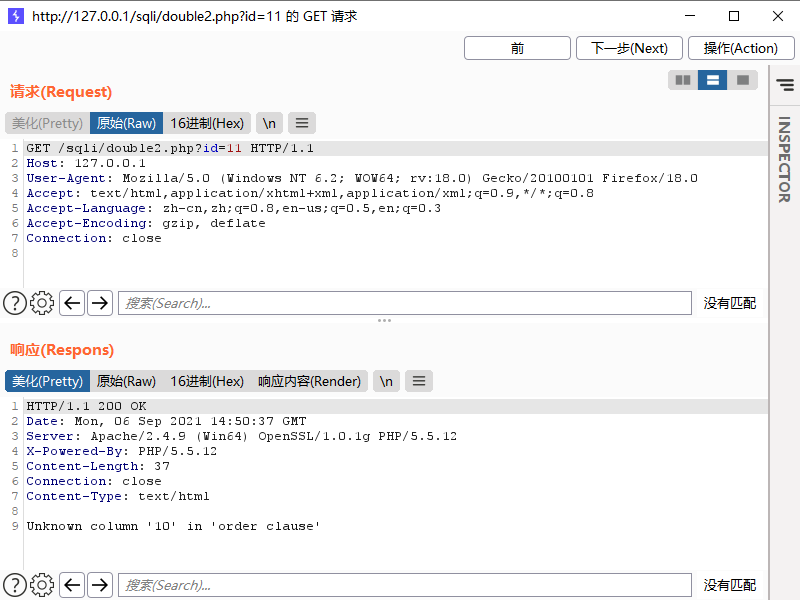 http://127.0.0.1/sqli/double2.php?id=11 的 GET 请求
前 下一步(Next) 操作(Action)
请求(Request)
美化(Pretty) 原始(Raw) 16进制(Hex) \n
INSPECTOR
1 GET /sqli/double2.php?id=11 HTTP/1.1
2 Host: 127.0.0.1
3 User-Agent: Mozilla/5.0 (Windows NT 6.2; WOW64; rv:18.0) Gecko/20100101 Firefox/18.0
4 Accept: text/html,application/xhtml+xml,application/xml;q=0.9,*/*;q=0.8
5 Accept-Language: zh-cn,zh;q=0.8,en-us;q=0.5,en;q=0.3
6 Accept-Encoding: gzip, deflate
7 Connection: close
8
? 搜索(Search)... 没有匹配
响应(Respons)
美化(Pretty) 原始(Raw) 16进制(Hex) 响应内容(Render) \n
1 HTTP/1.1 200 OK
2 Date: Mon, 06 Sep 2021 14:50:37 GMT
3 Server: Apache/2.4.9 (Win64) OpenSSL/1.0.1g PHP/5.5.12
4 X-Powered-By: PHP/5.5.12
5 Content-Length: 37
6 Connection: close
7 Content-Type: text/html
8
9 Unknown column '10' in 'order clause'
? 搜索(Search)... 没有匹配